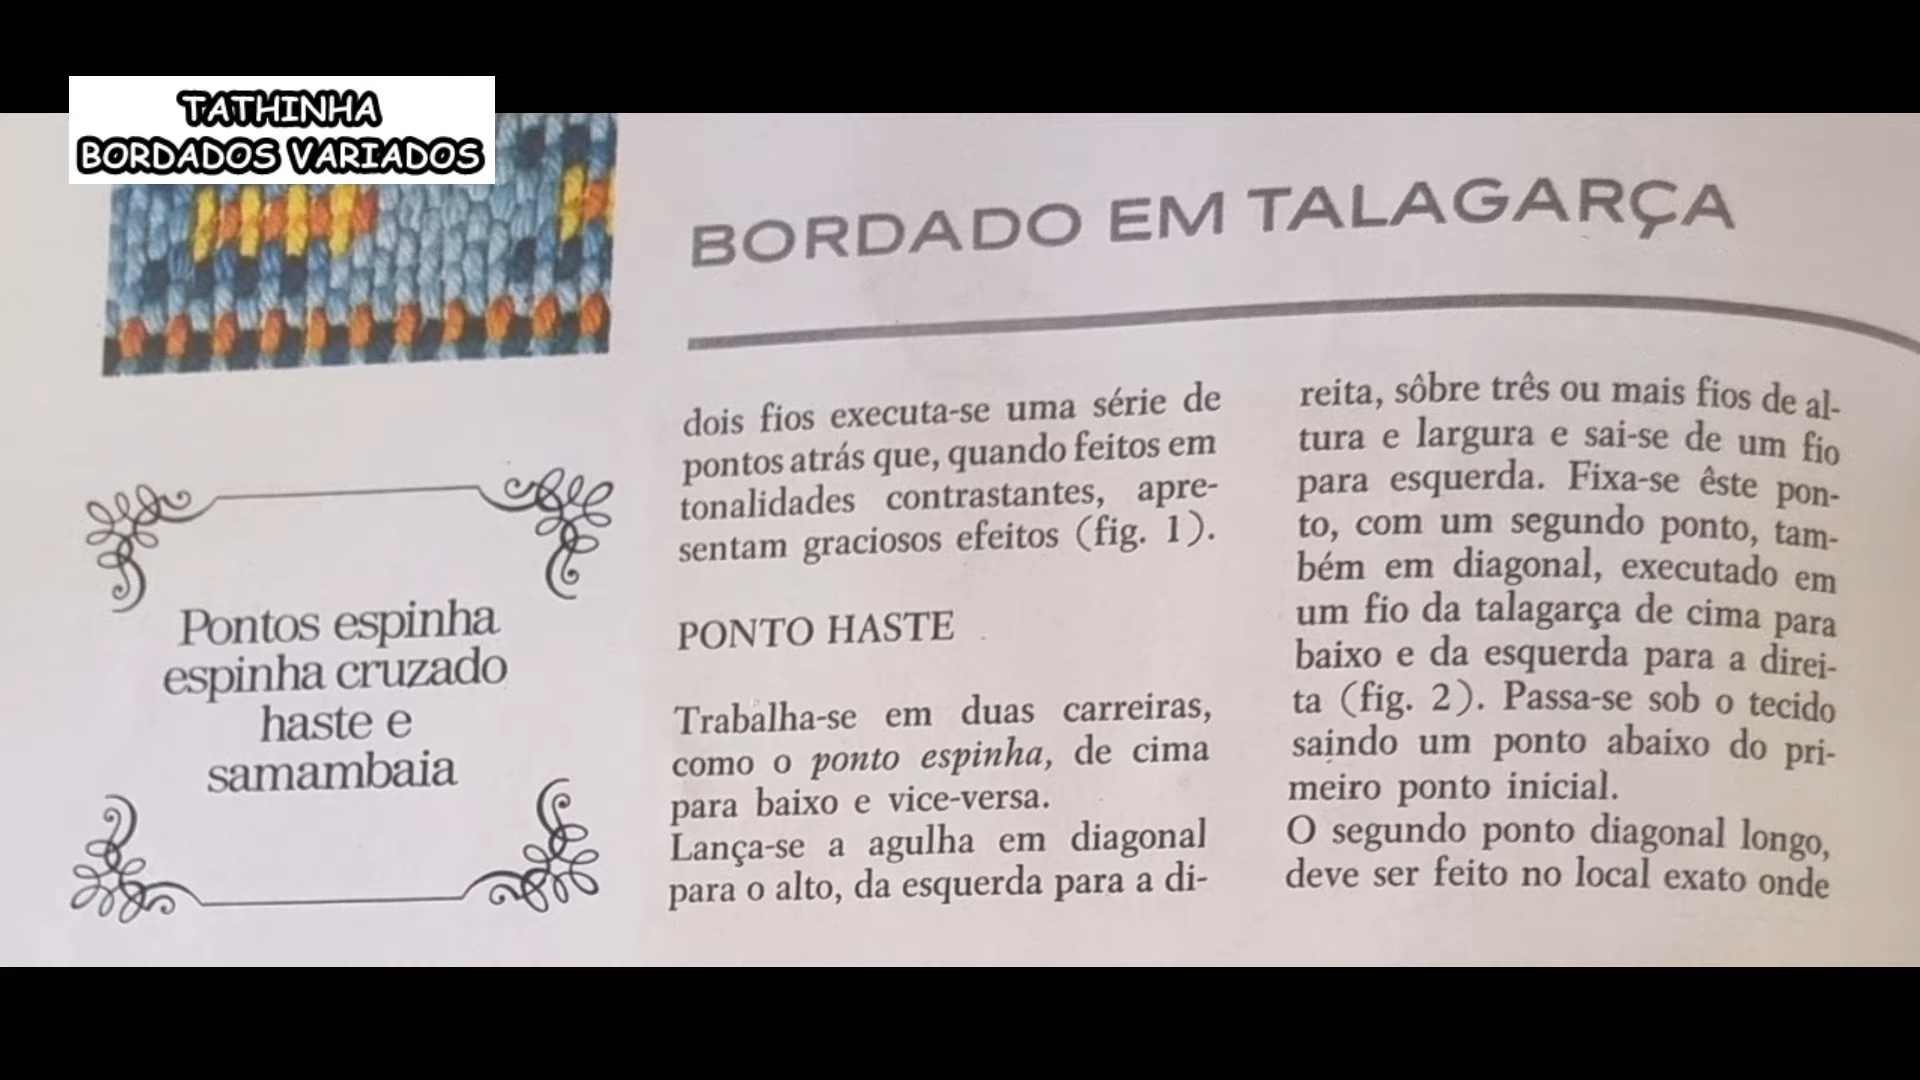 TATHINHA
BORDADOS VARIADOS
BORDADO EM TALAGARÇA
Pontos espinha
espinha cruzado
haste e
samambaia
dois fios executa-se uma série de
pontos atrás que, quando feitos em
tonalidades contrastantes, apre-
sentam graciosos efeitos (fig. 1).
PONTO HASTE
Trabalha-se em duas carreiras,
como o ponto espinha, de cima
para baixo e vice-versa.
Lança-se a agulha em diagonal
para o alto, da esquerda para a di-
reita, sôbre três ou mais fios de al-
tura e largura e sai-se de um fio
para esquerda. Fixa-se êste pon-
to, com um segundo ponto, tam-
bém em diagonal, executado em
um fio da talagarça de cima para
baixo e da esquerda para a direi-
ta (fig. 2). Passa-se sob o tecido
saindo um ponto abaixo do pri-
meiro ponto inicial.
O segundo ponto diagonal longo,
deve ser feito no local exato onde